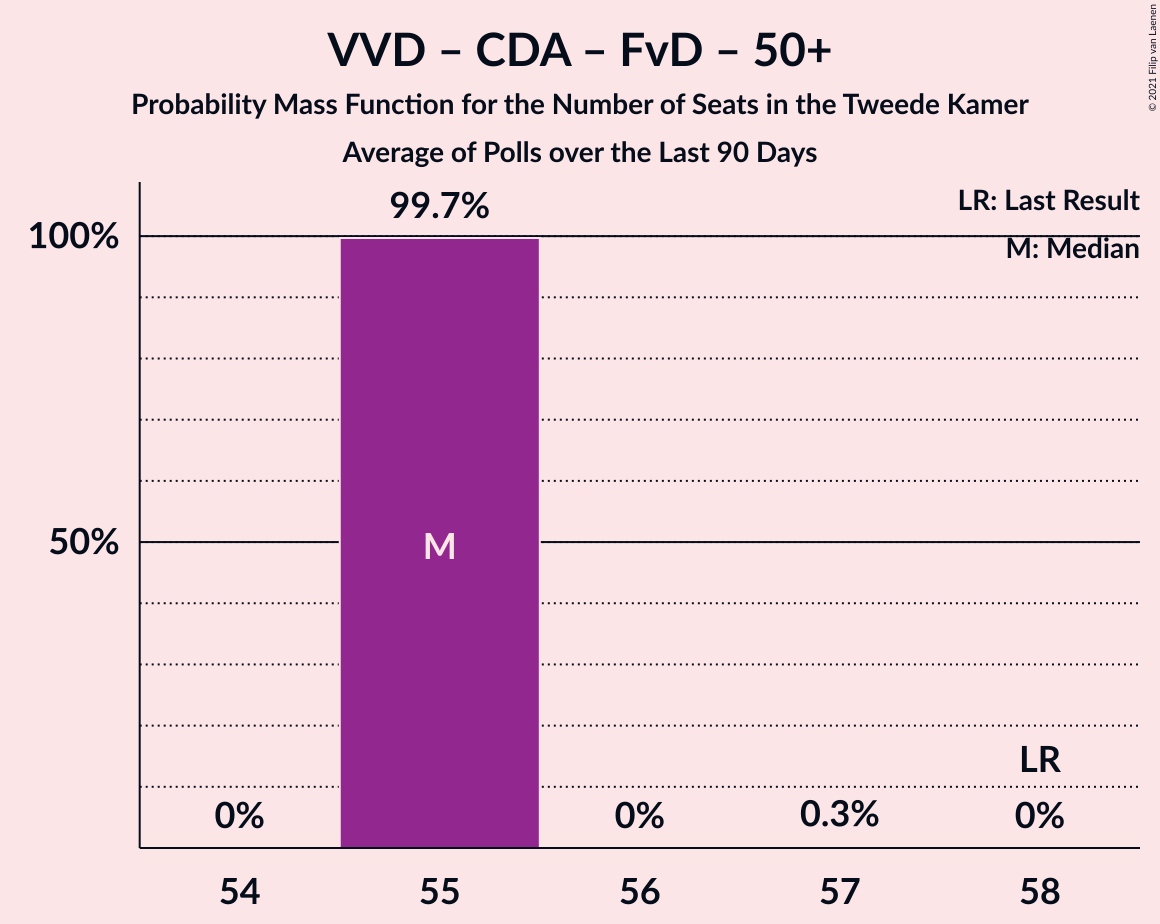 VVD – CDA – FvD – 50+
Probability Mass Function for the Number of Seats in the Tweede Kamer
Average of Polls over the Last 90 Days
© 2021 Filip van Laenen
LR: Last Result
M: Median
99.7%
100%
50%
M
LR
0%
0%
0.3%
0%
54
55
56
57
58